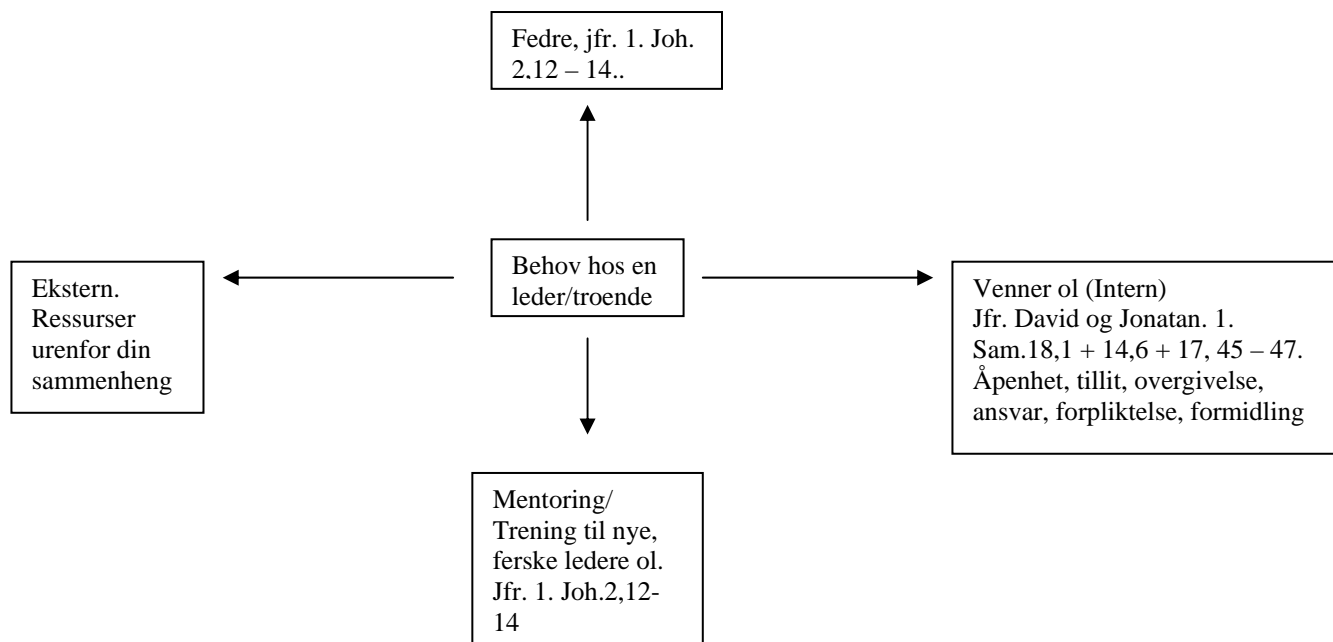 Fedre, jfr. 1. Joh.
2,12 – 14..
Behov hos en
leder/troende
Ekstern.
Ressurser
urenfor din
sammenheng
Venner ol (Intern)
Jfr. David og Jonatan. 1.
Sam.18,1 + 14,6 + 17, 45 – 47.
Åpenhet, tillit, overgivelse,
ansvar, forpliktelse, formidling
Mentoring/
Trening til nye,
ferske ledere ol.
Jfr. 1. Joh.2,12-
14